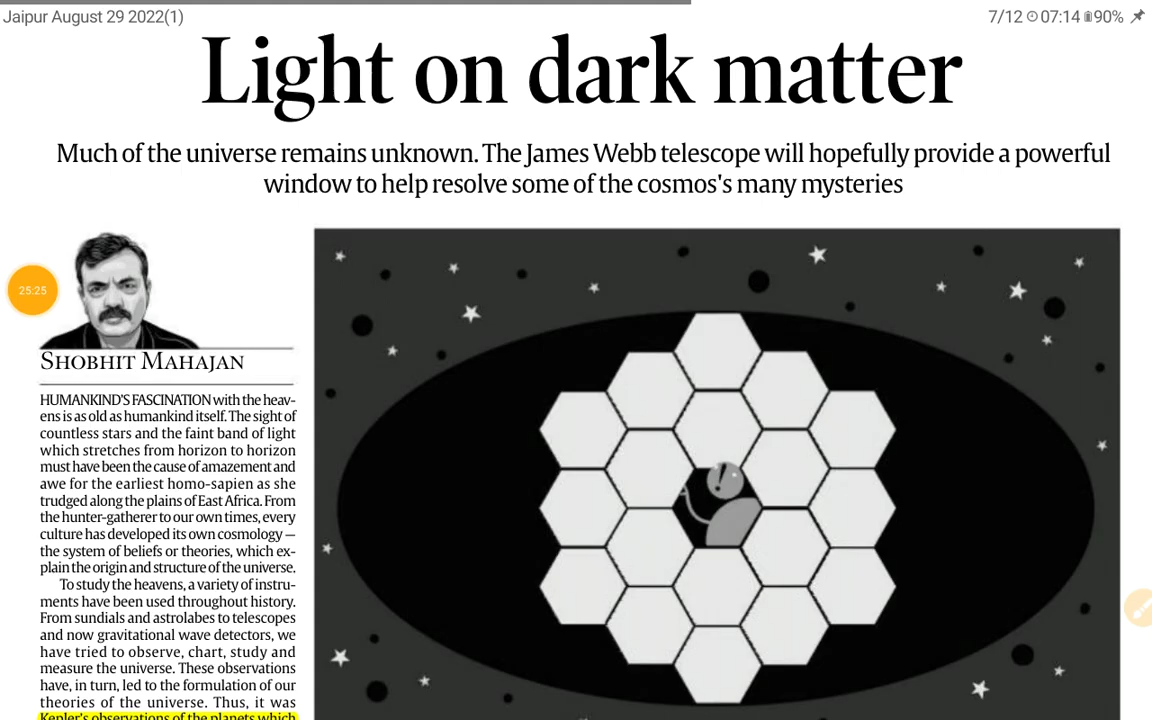 Jaipur August 29 2022(1)
7/12 07:14 90%
Light on dark matter
Much of the universe remains unknown. The James Webb telescope will hopefully provide a powerful
window to help resolve some of the cosmos's many mysteries
25:25
SHOBHIT MAHAJAN
HUMANKIND'S FASCINATION with the heav-
ens is as old as humankind itself. The sight of
countless stars and the faint band of light
which stretches from horizon to horizon
must have been the cause of amazement and
awe for the earliest homo-sapien as she
trudged along the plains of East Africa. From
the hunter-gatherer to our own times, every
culture has developed its own cosmology —
the system of beliefs or theories, which ex-
plain the origin and structure of the universe.
To study the heavens, a variety of instru-
ments have been used throughout history.
From sundials and astrolabes to telescopes
and now gravitational wave detectors, we
have tried to observe, chart, study and
measure the universe. These observations
have, in turn, led to the formulation of our
theories of the universe. Thus, it was
Kepler's observations of the planets which